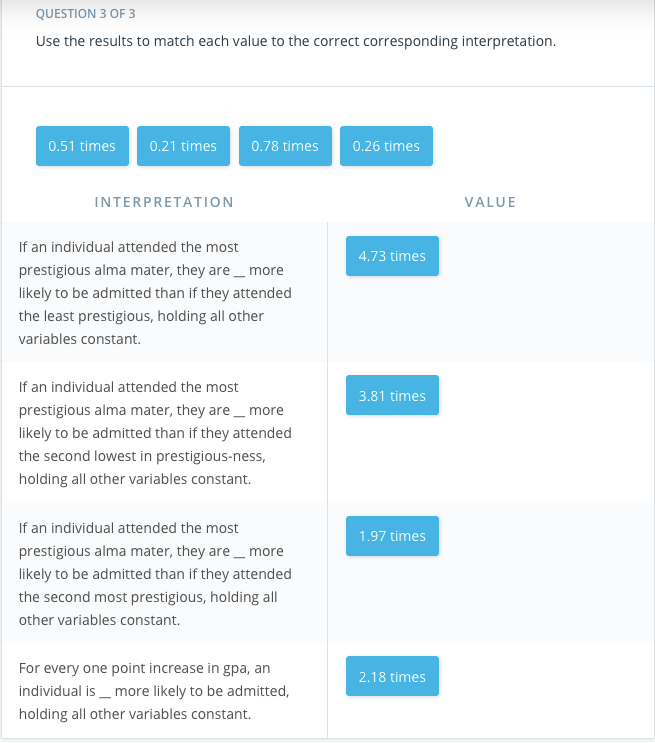 QUESTION 3 OF 3
Use the results to match each value to the correct corresponding interpretation.
0.51 times
0.21 times
0.78 times
0.26 times
INTERPRETATION
VALUE
If an individual attended the most
prestigious alma mater, they are __ more
likely to be admitted than if they attended
the least prestigious, holding all other
variables constant.
4.73 times
If an individual attended the most
prestigious alma mater, they are __ more
likely to be admitted than if they attended
the second lowest in prestigious-ness,
holding all other variables constant.
3.81 times
If an individual attended the most
prestigious alma mater, they are __ more
likely to be admitted than if they attended
the second most prestigious, holding all
other variables constant.
1.97 times
For every one point increase in gpa, an
individual is __ more likely to be admitted,
holding all other variables constant.
2.18 times